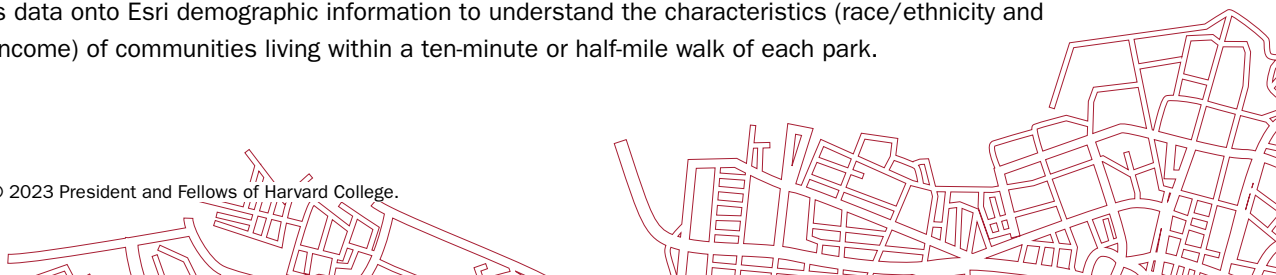 s data onto Esri demographic information to understand the characteristics (race/ethnicity and
income) of communities living within a ten-minute or half-mile walk of each park.
© 2023 President and Fellows of Harvard College.